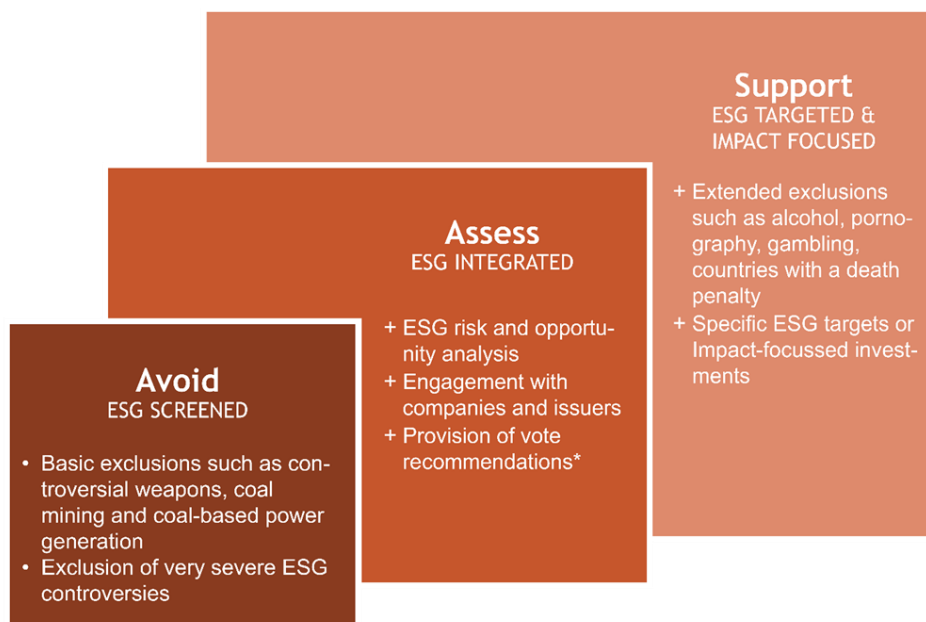 Support
ESG TARGETED &
IMPACT FOCUSED
+ Extended exclusions
such as alcohol, porno-
graphy, gambling,
countries with a death
penalty
+ Specific ESG targets or
Impact-focussed invest-
ments
Assess
ESG INTEGRATED
+ ESG risk and opportu-
nity analysis
+ Engagement with
companies and issuers
+ Provision of vote
recommendations*
Avoid
ESG SCREENED
• Basic exclusions such as con-
troversial weapons, coal
mining and coal-based power
generation
• Exclusion of very severe ESG
controversies